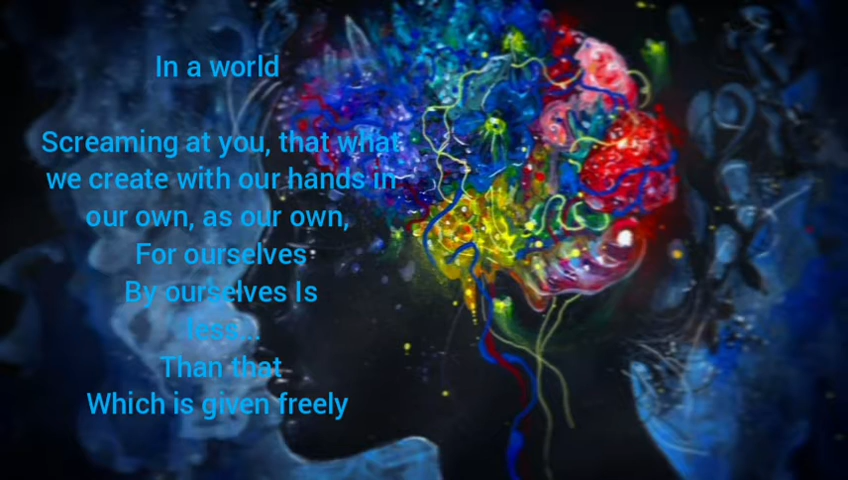 In a world
Screaming at you, that what
we create with our hands in
our own, as our own,
For ourselves
By ourselves Is
less...
Than that
Which is given freely